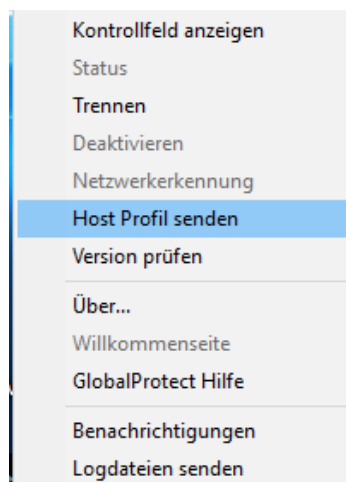 Kontrollfeld anzeigen
Status
Trennen
Deaktivieren
Netzwerkerkennung
Host Profil senden
Version prüfen
Über...
Willkommenseite
GlobalProtect Hilfe
Benachrichtigungen
Logdateien senden